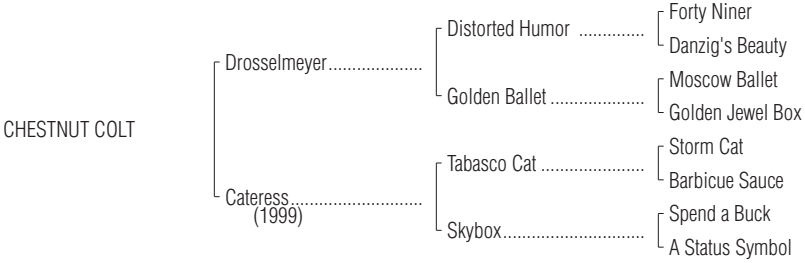 Forty Niner
Distorted Humor ..............
Danzig's Beauty
Drosselmeyer....................
Moscow Ballet
Golden Ballet ....................
Golden Jewel Box
CHESTNUT COLT
Storm Cat
Tabasco Cat ......................
Barbicue Sauce
Cateress............................
(1999)
Spend a Buck
Skybox..............................
A Status Symbol